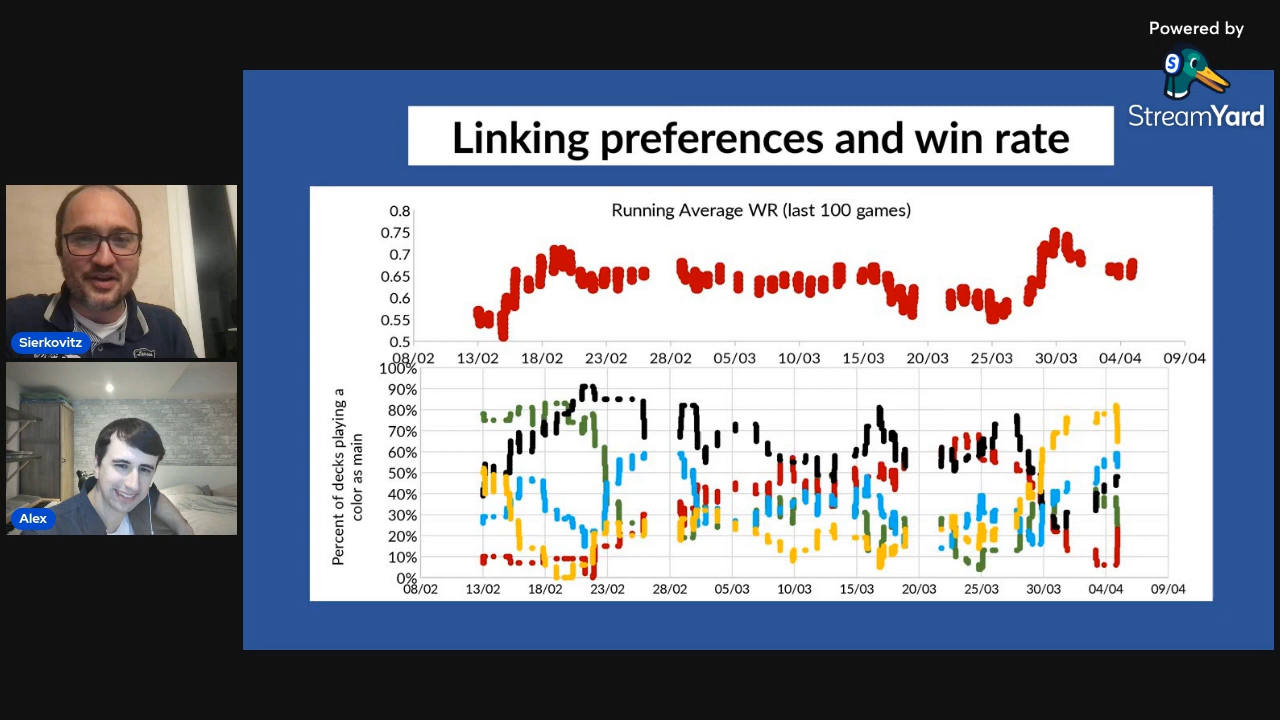 Powered by
StreamYard
Linking preferences and win rate
Running Average WR (last 100 games)
0.8
0.75
0.7
0.65
0.6
0.55
0.5
08/02 13/02 18/02 23/02 28/02 05/03 10/03 15/03 20/03 25/03 30/03 04/04 09/04
Percent of decks playing a
color as main
100%
90%
80%
70%
60%
50%
40%
30%
20%
10%
0%
08/02 13/02 18/02 23/02 28/02 05/03 10/03 15/03 20/03 25/03 30/03 04/04 09/04
Sierkovitz
Alex